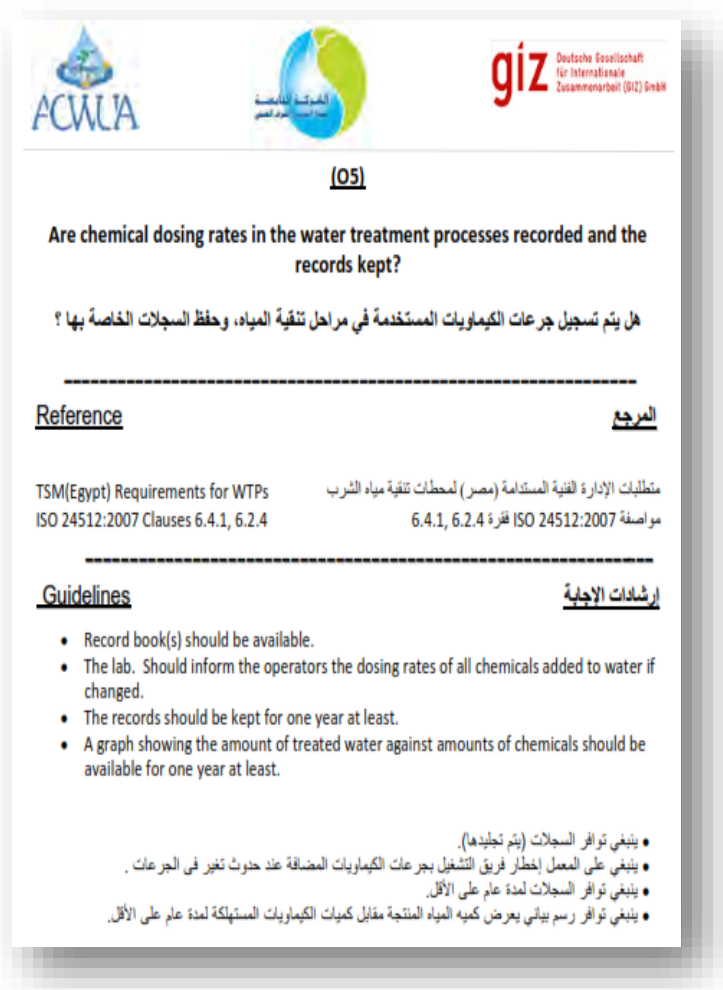 ACWUA
الشركة القابضة
giz Deutsche Gesellschaft
für Internationale
Zusammenarbeit (GIZ) GmbH
(O5)
Are chemical dosing rates in the water treatment processes recorded and the
records kept?
هل يتم تسجيل جرعات الكيماويات المستخدمة في مراحل تنقية المياه، وحفظ السجلات الخاصة بها ؟
Reference المرجع
TSM(Egypt) Requirements for WTPs متطلبات الإدارة الفنية المستدامة (مصر) لمحطات تنقية مياه الشرب
ISO 24512:2007 Clauses 6.4.1, 6.2.4 مواصفة ISO 24512:2007 فقرة 6.4.1, 6.2.4
Guidelines إرشادات الإجابة
• Record book(s) should be available.
• The lab. Should inform the operators the dosing rates of all chemicals added to water if
changed.
• The records should be kept for one year at least.
• A graph showing the amount of treated water against amounts of chemicals should be
available for one year at least.
• ينبغي توافر السجلات (يتم تجليدها).
• ينبغي على المعمل إخطار فريق التشغيل بجرعات الكيماويات المضافة عند حدوث تغير فى الجرعات .
• ينبغي توافر السجلات لمدة عام على الأقل.
• ينبغي توافر رسم بياني يعرض كميه المياه المنتجة مقابل كميات الكيماويات المستهلكة لمدة عام على الأقل.